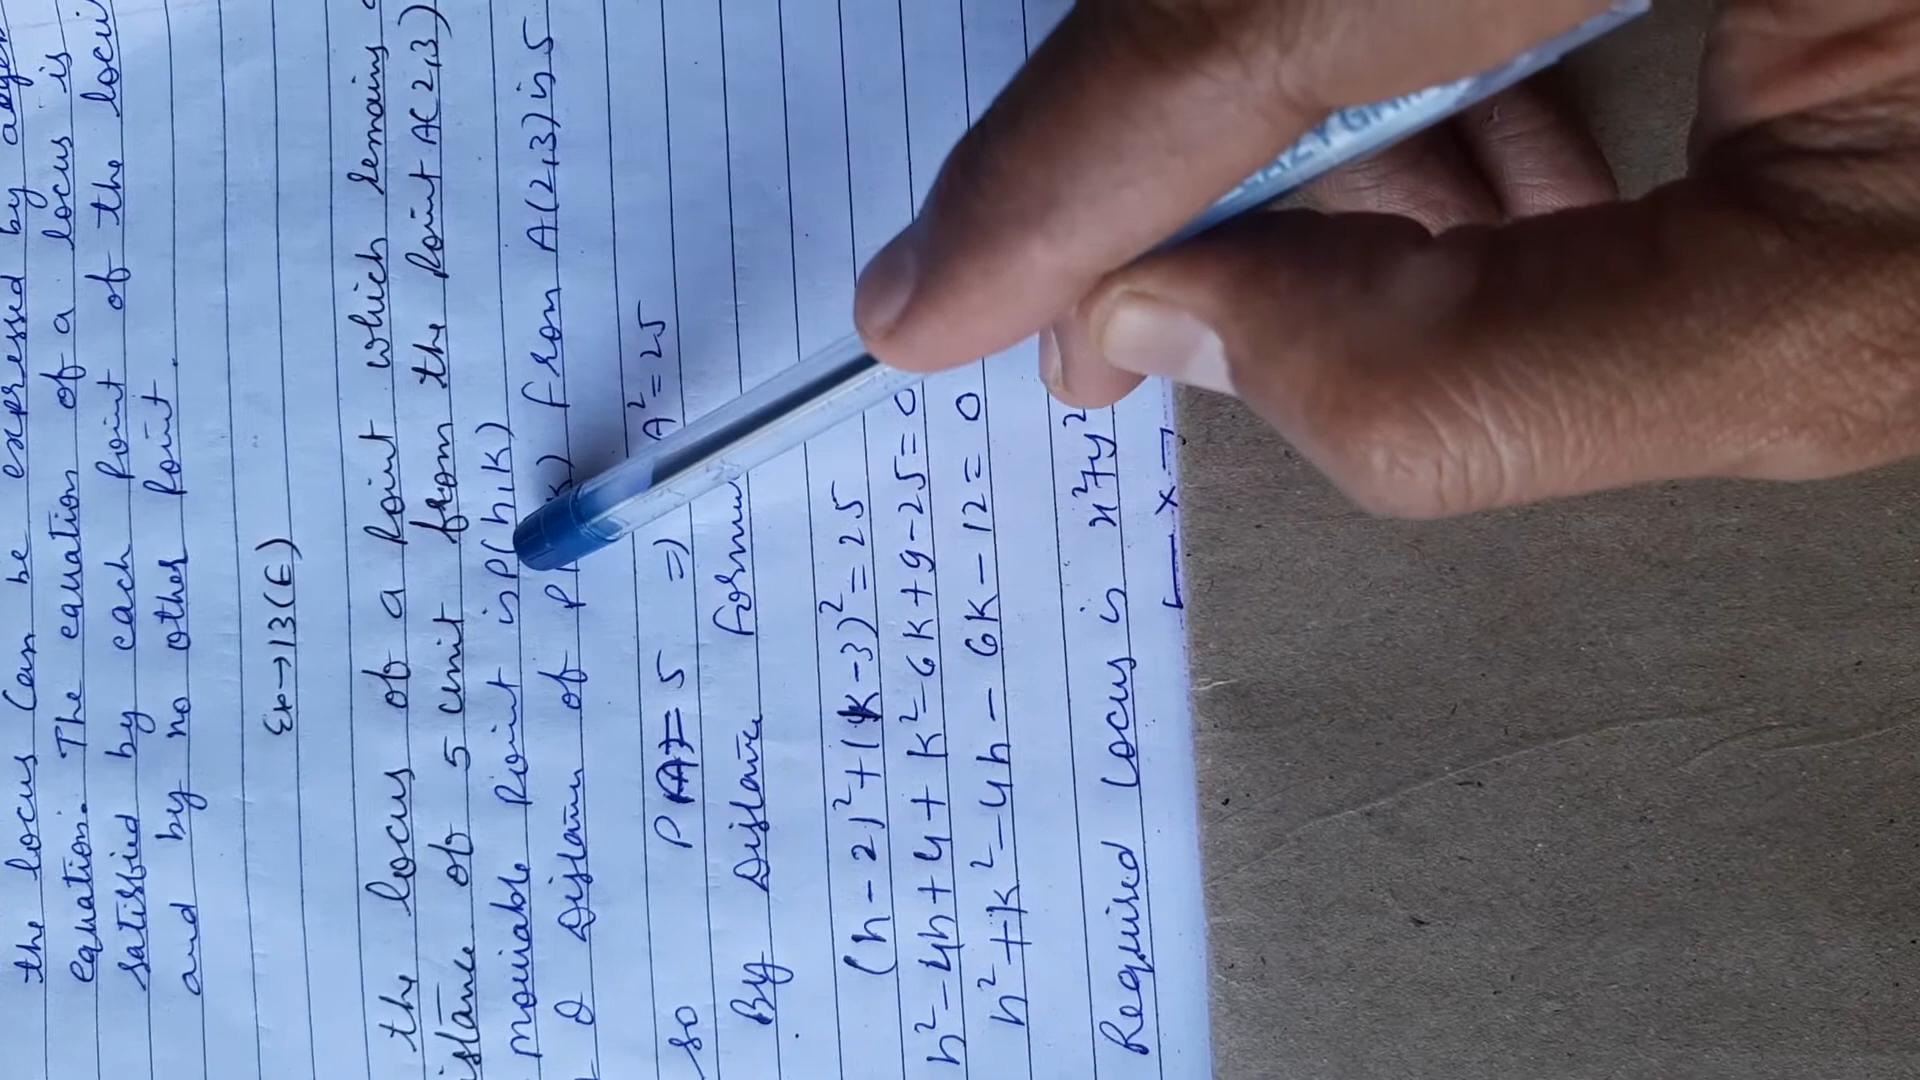 the locus can be expressed by
equation. The equation of a locus is
satisfied by each point of the
and by no other point.
Ex→13(E)
the locus of a point which remains
istance of 5 unit from the point A(2,3)
moviable point is P(h,k)
Distanc of P from A(2,3) is 5
so PA = 5 => A²=25
By Distance
(h-2)²+(k-3)²=25
h²-4h+4+k²-6k+9-25=0
h²+k²-4h-6k-12=0
Required locus is x²+y²
x